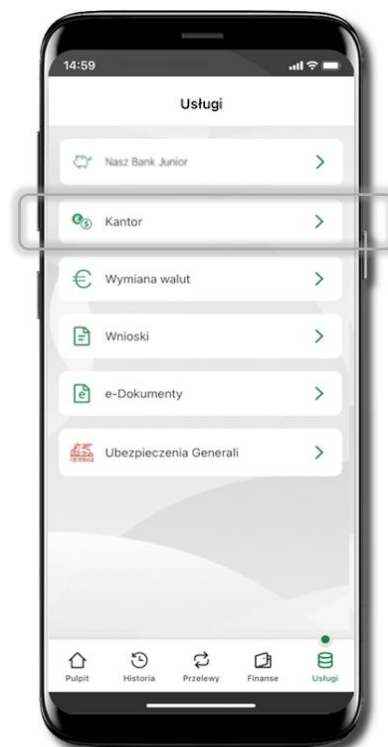 14:59
Usługi
Nasz Bank Junior
Kantor
Wymiana walut
Wnioski
e-Dokumenty
Ubezpieczenia Generali
Pulpit Historia Przelewy Finanse Usługi